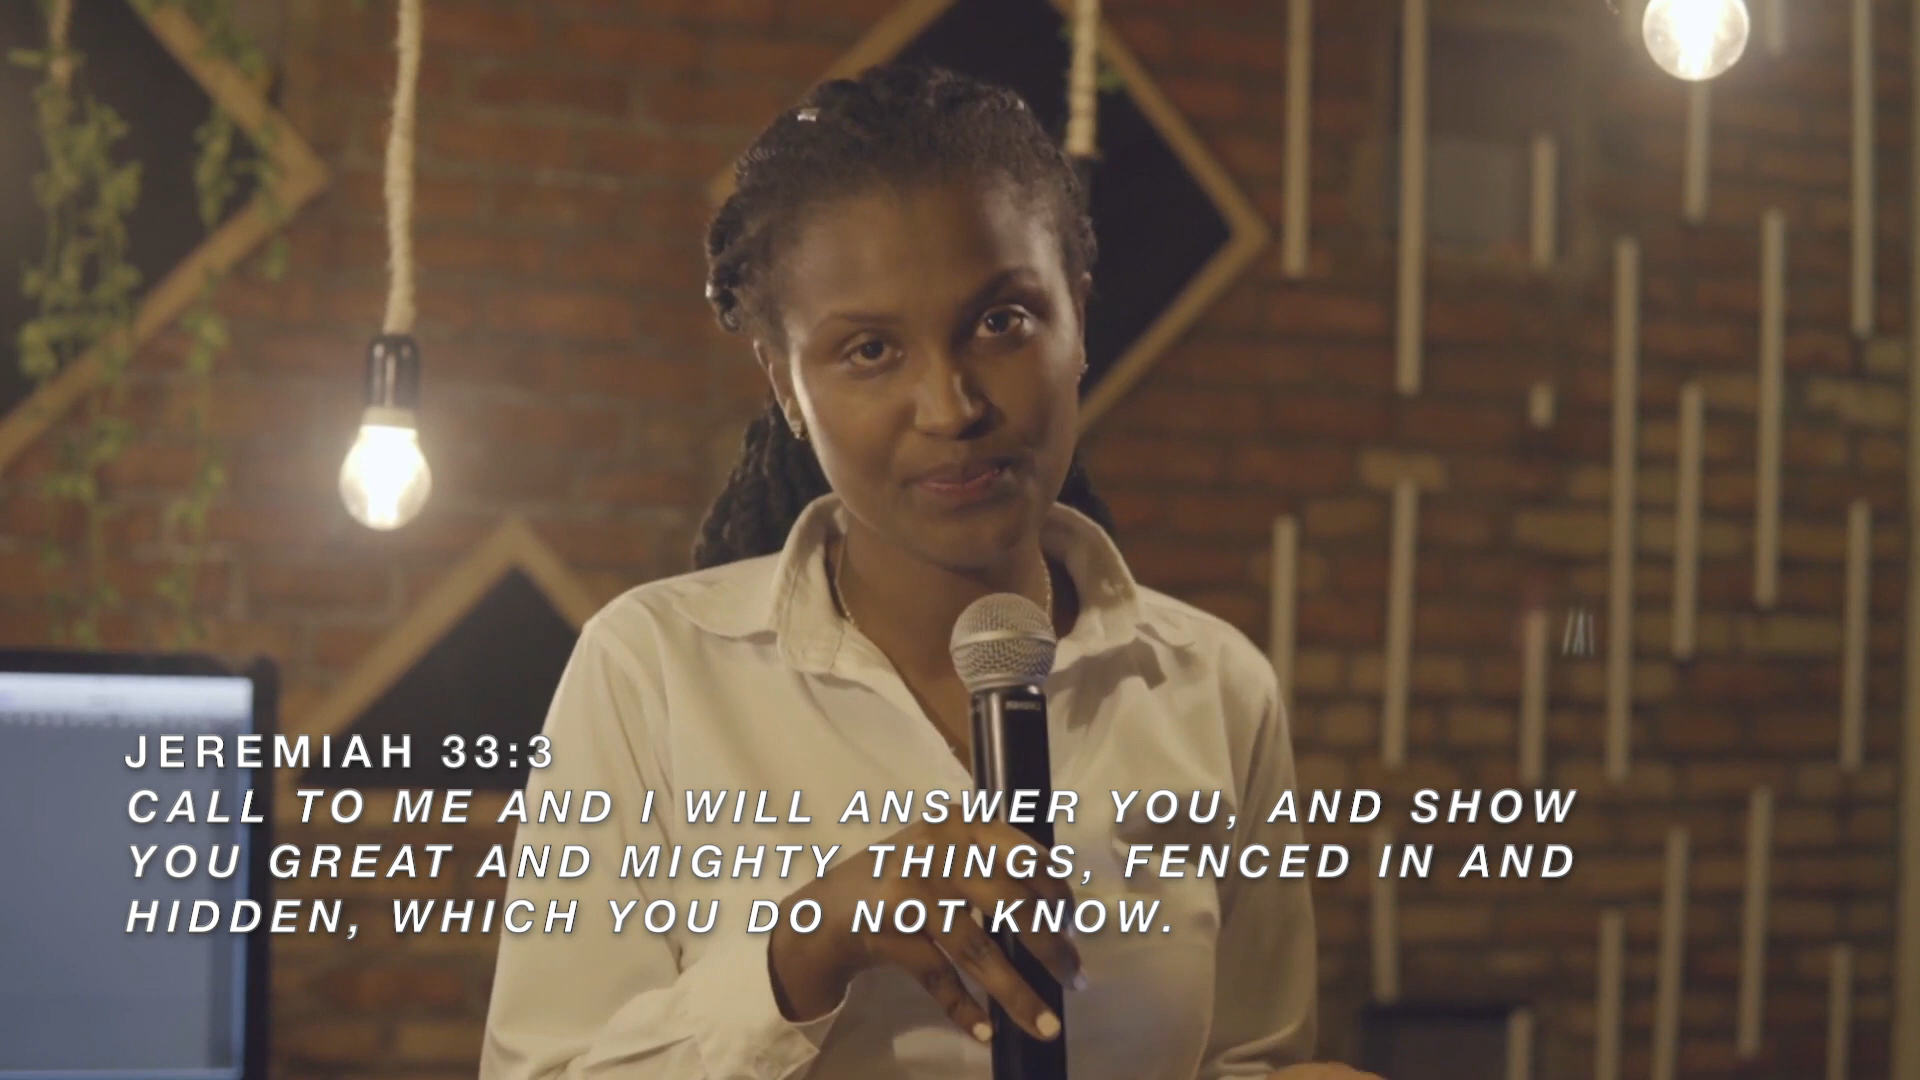 JEREMIAH 33:3
CALL TO ME AND I WILL ANSWER YOU, AND SHOW
YOU GREAT AND MIGHTY THINGS, FENCED IN AND
HIDDEN, WHICH YOU DO NOT KNOW.